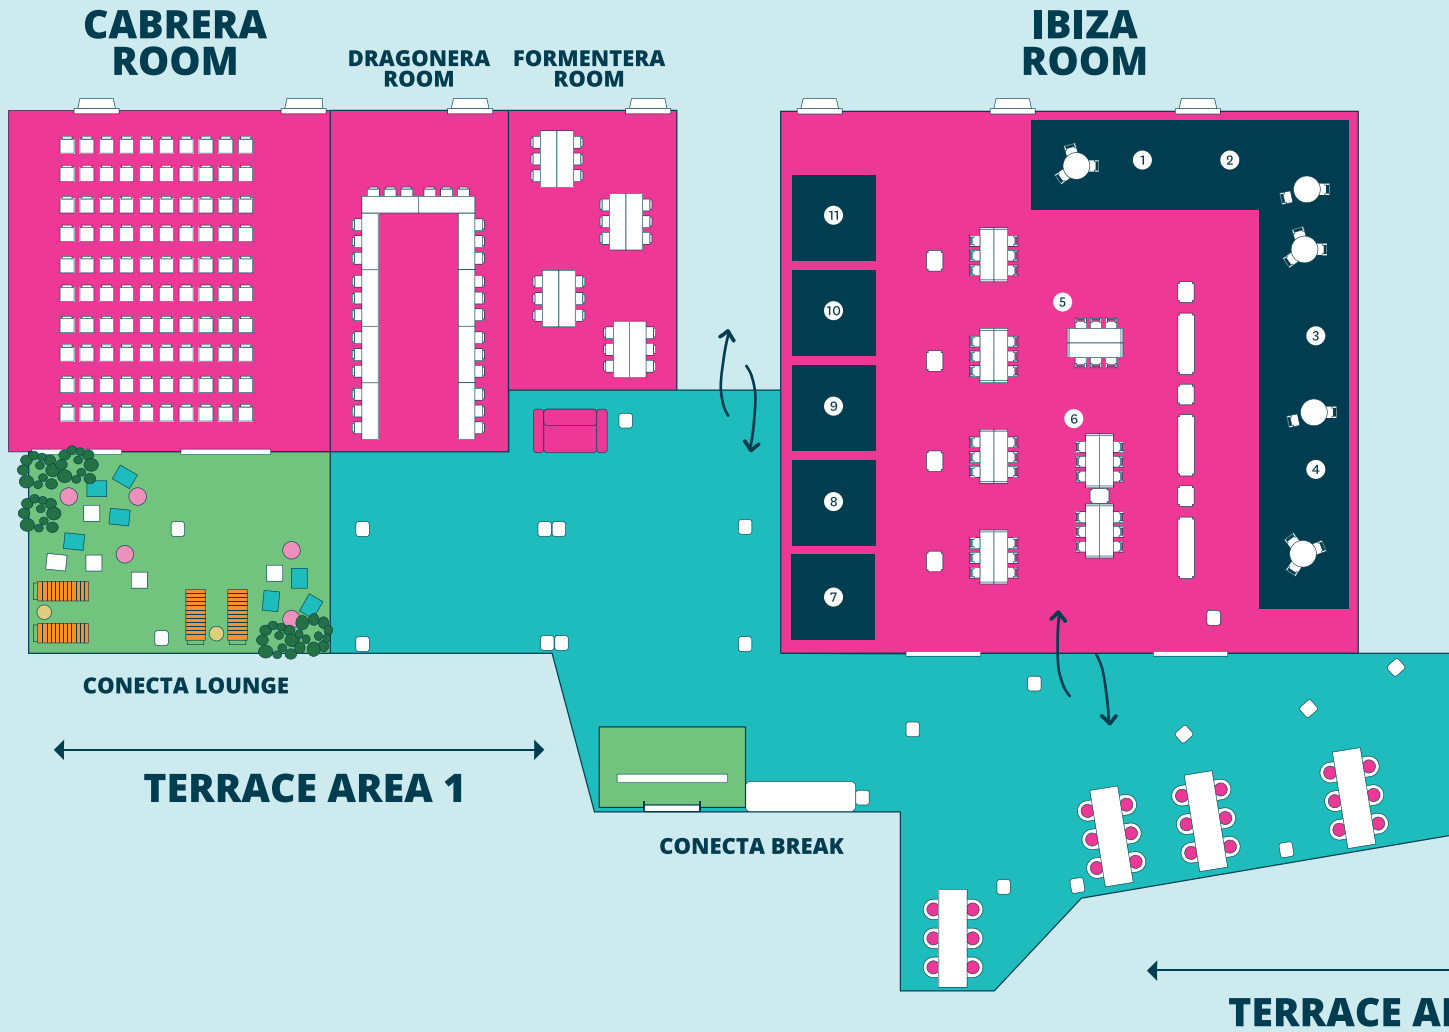 CABRERA
ROOM
DRAGONERA
ROOM
FORMENTERA
ROOM
IBIZA
ROOM
1
2
3
4
5
6
11
10
9
8
7
CONECTA LOUNGE
TERRACE AREA 1
CONECTA BREAK
TERRACE